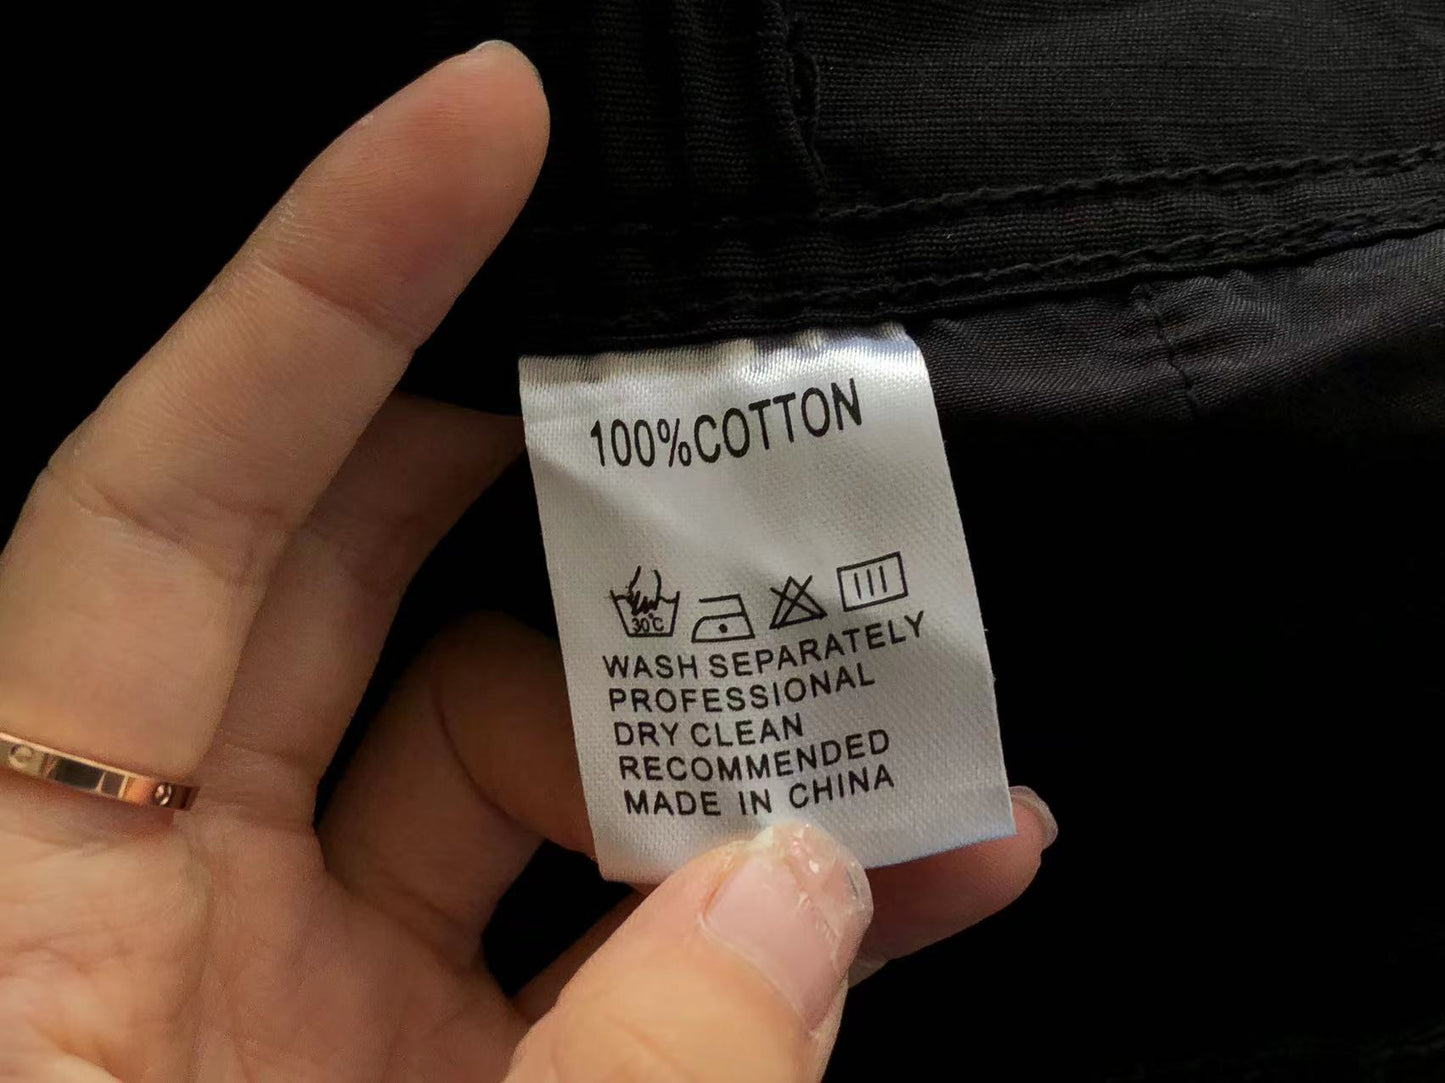 100%COTTON
30°C
WASH SEPARATELY
PROFESSIONAL
DRY CLEAN
RECOMMENDED
MADE IN CHINA